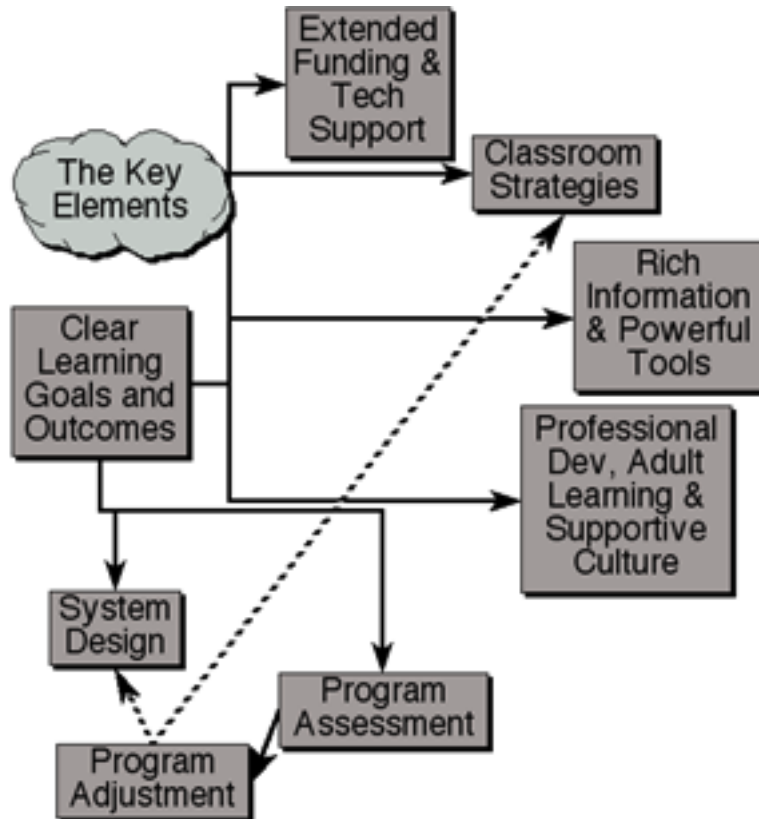 Extended
Funding &
Tech
Support
The Key
Elements
Classroom
Strategies
Rich
Information
& Powerful
Tools
Clear
Learning
Goals and
Outcomes
Professional
Dev, Adult
Learning &
Supportive
Culture
System
Design
Program
Assessment
Program
Adjustment